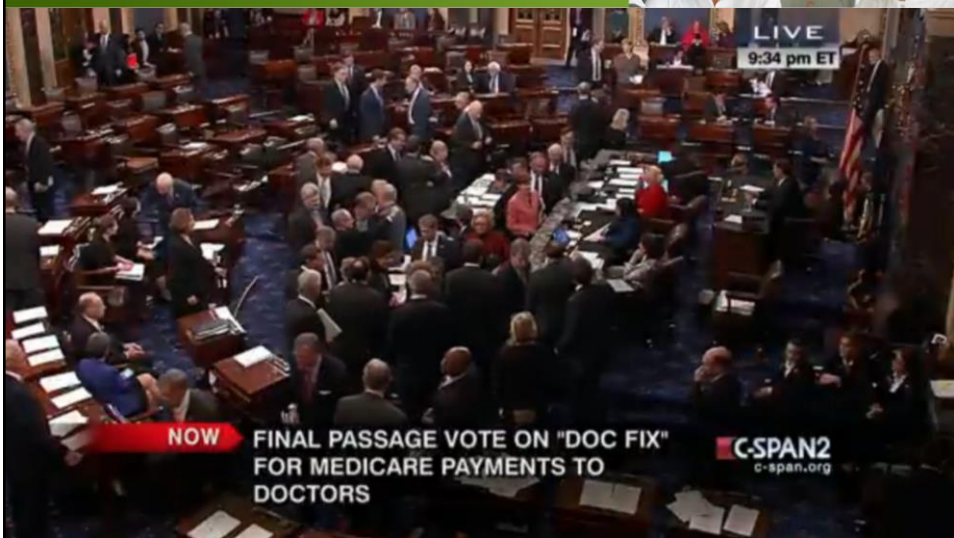 LIVE
9:34 pm ET
NOW
FINAL PASSAGE VOTE ON "DOC FIX"
FOR MEDICARE PAYMENTS TO
DOCTORS
C-SPAN2
c-span.org